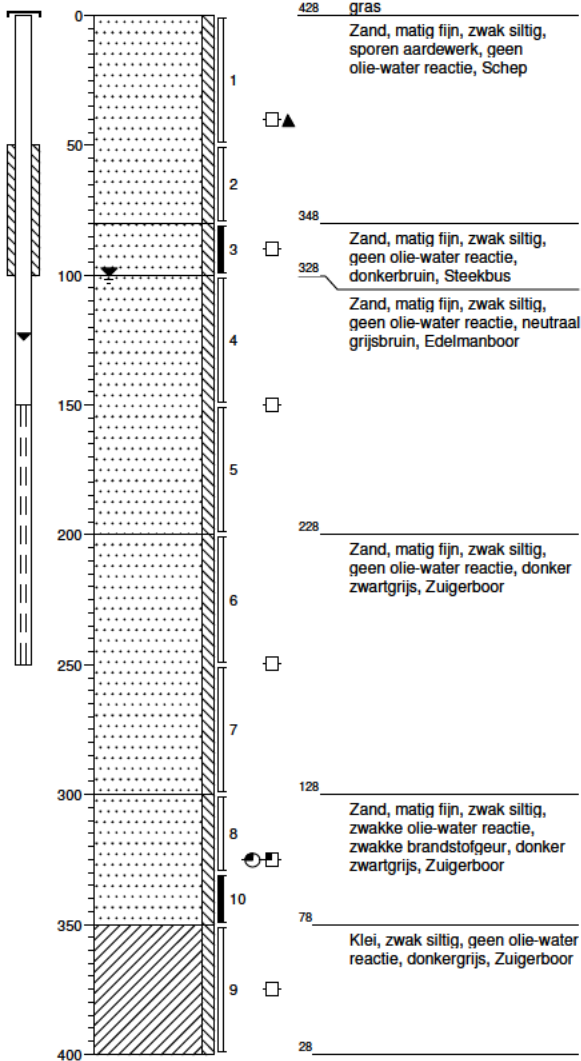 0
50
100
150
200
250
300
350
400
1
2
3
4
5
6
7
8
10
9
428
gras
Zand, matig fijn, zwak siltig,
sporen aardewerk, geen
olie-water reactie, Schep
348
Zand, matig fijn, zwak siltig,
geen olie-water reactie,
donkerbruin, Steekbus
328
Zand, matig fijn, zwak siltig,
geen olie-water reactie, neutraal
grijsbruin, Edelmanboor
228
Zand, matig fijn, zwak siltig,
geen olie-water reactie, donker
zwartgrijs, Zuigerboor
128
Zand, matig fijn, zwak siltig,
zwakke olie-water reactie,
zwakke brandstofgeur, donker
zwartgrijs, Zuigerboor
78
Klei, zwak siltig, geen olie-water
reactie, donkergrijs, Zuigerboor
28